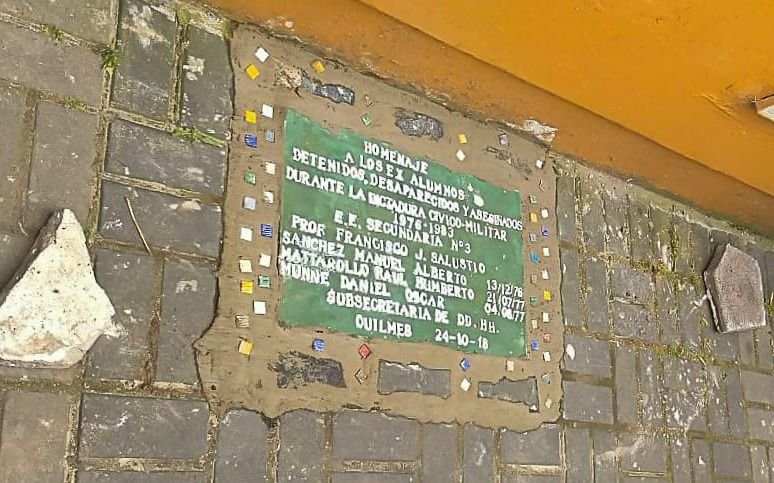 HOMENAJE
A LOS EX ALUMNOS
DETENIDOS, DESAPARECIDOS Y ASESINADOS
DURANTE LA DICTADURA CIVICO-MILITAR
1976-1983
E.E. SECUNDARIA Nº3
PROF FRANCISCO J. SALUSTIO
SANCHEZ MANUEL ALBERTO 13/12/76
MATTAROLLO RAUL HUMBERTO 21/07/77
MUNNE DANIEL OSCAR 04/08/77
SUBSECRETARIA DE DD. HH.
QUILMES 24-10-18